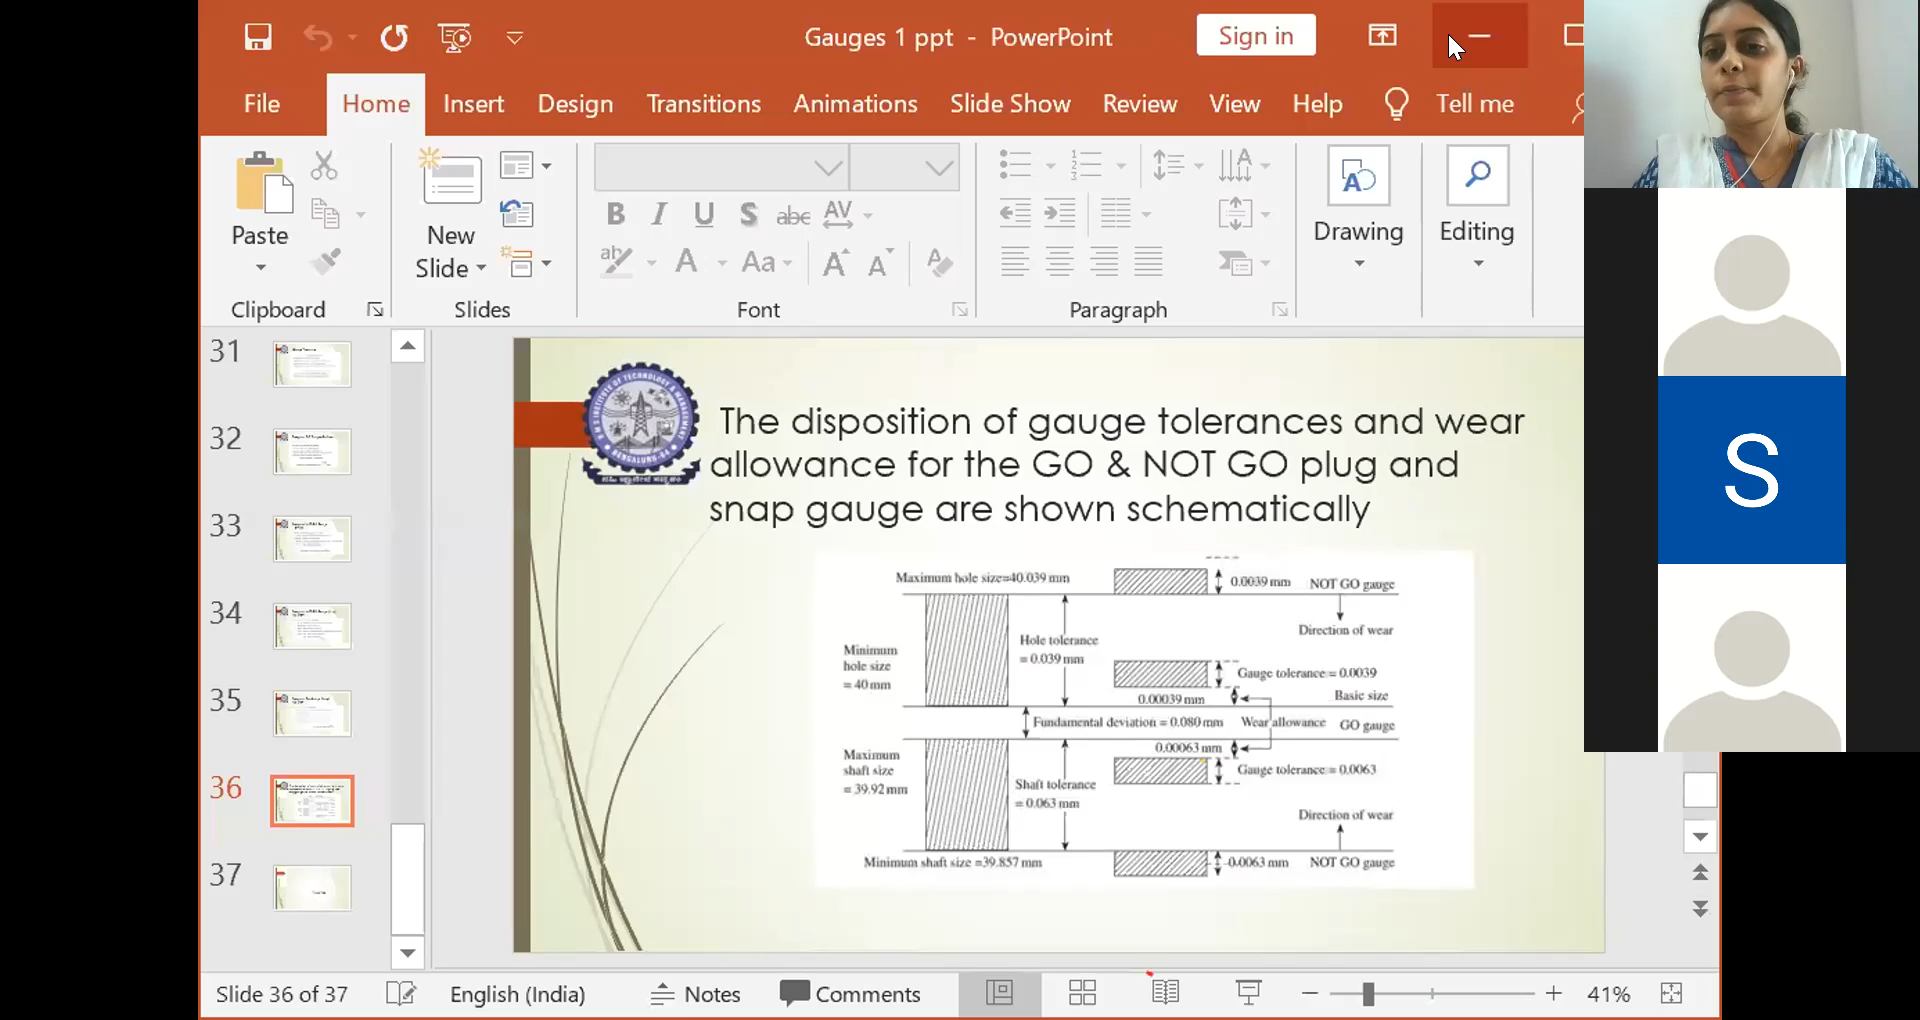 Gauges 1 ppt - PowerPoint
Sign in
File Home Insert Design Transitions Animations Slide Show Review View Help Tell me
Paste
New
Slide
Drawing
Editing
Clipboard
Slides
Font
Paragraph
31
32
33
34
35
36
37
The disposition of gauge tolerances and wear
allowance for the GO & NOT GO plug and
snap gauge are shown schematically
Maximum hole size=40.039 mm
0.0039 mm
NOT GO gauge
Direction of wear
Hole tolerance
= 0.039 mm
Minimum
hole size
= 40 mm
Gauge tolerance = 0.0039
0.00039 mm
Basic size
Fundamental deviation = 0.080 mm
Wear allowance
GO gauge
0.00063 mm
Maximum
shaft size
= 39.92 mm
Gauge tolerance = 0.0063
Shaft tolerance
= 0.063 mm
Direction of wear
Minimum shaft size =39.857 mm
0.0063 mm
NOT GO gauge
S
Slide 36 of 37
English (India)
Notes
Comments
41%